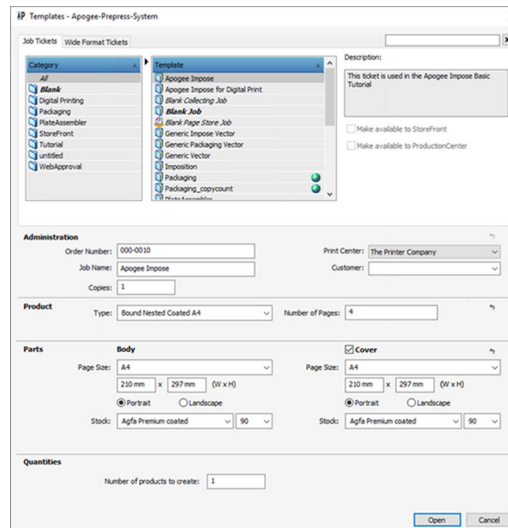 AP Templates - Apogee-Prepress-System
Job Tickets Wide Format Tickets
Category
All
Blank
Digital Printing
Packaging
PlateAssembler
StoreFront
Tutorial
untitled
WebApproval
Template
Apogee Impose
Apogee Impose for Digital Print
Blank Collecting Job
Blank Job
Blank Page Store Job
Generic Impose Vector
Generic Packaging Vector
Generic Vector
Imposition
Packaging
Packaging_copycount
PlateAssembler
Description:
This ticket is used in the Apogee Impose Basic
Tutorial
Make available to StoreFront
Make available to ProductionCenter
Administration
Order Number: 000-0010 Print Center: The Printer Company
Job Name: Apogee Impose Customer:
Copies: 1
Product
Type: Bound Nested Coated A4 Number of Pages: 4
Parts Body Cover
Page Size: A4 Page Size: A4
210 mm x 297 mm (W x H) 210 mm x 297 mm (W x H)
Portrait Landscape Portrait Landscape
Stock: Agfa Premium coated 90 Stock: Agfa Premium coated 90
Quantities
Number of products to create: 1
Open Cancel